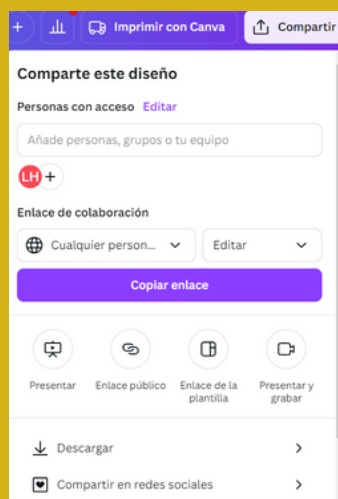 Imprimir con Canva
Compartir
Comparte este diseño
Personas con acceso Editar
Añade personas, grupos o tu equipo
LH +
Enlace de colaboración
Cualquier person... Editar
Copiar enlace
Presentar
Enlace público
Enlace de la
plantilla
Presentar y
grabar
Descargar
Compartir en redes sociales